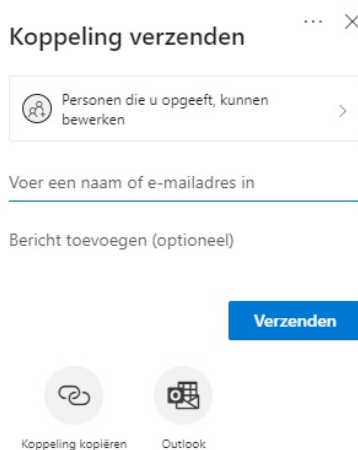 Koppeling verzenden
Personen die u opgeeft, kunnen
bewerken
Voer een naam of e-mailadres in
Bericht toevoegen (optioneel)
Verzenden
Koppeling kopiëren
Outlook